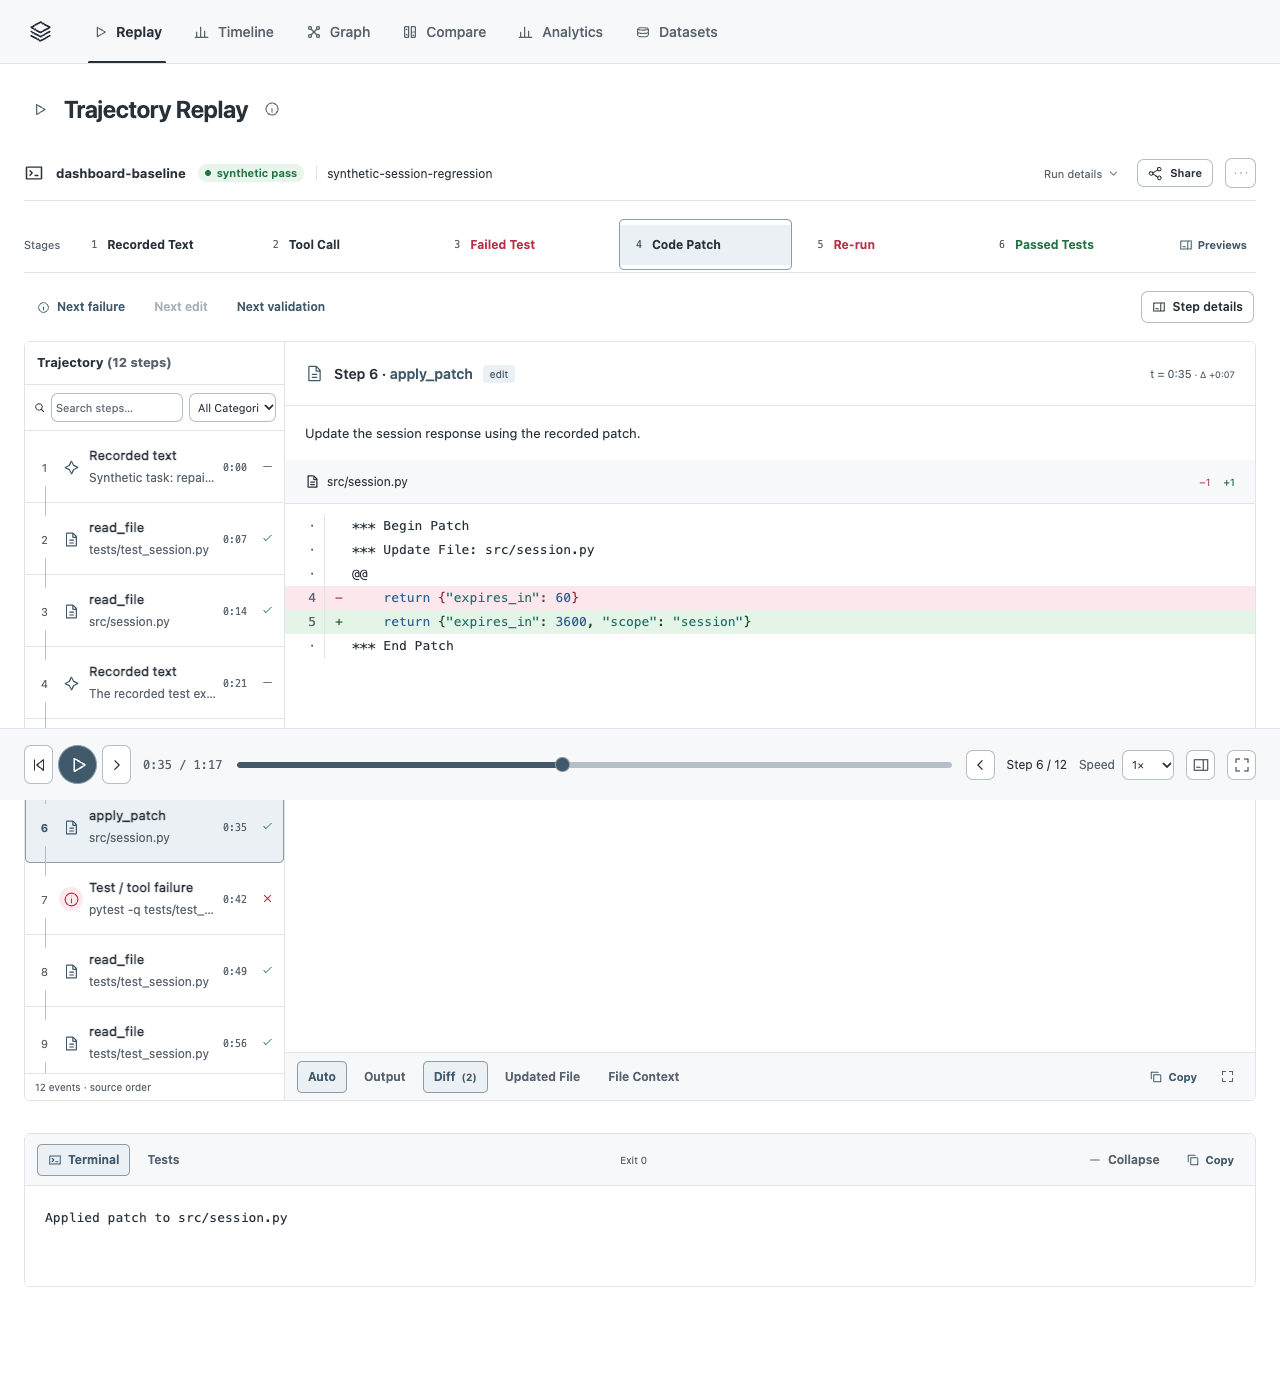 Replay Timeline Graph Compare Analytics Datasets
Trajectory Replay
dashboard-baseline synthetic pass synthetic-session-regression Run details Share
Stages 1 Recorded Text 2 Tool Call 3 Failed Test 4 Code Patch 5 Re-run 6 Passed Tests Previews
Next failure Next edit Next validation Step details
Trajectory (12 steps)
Search steps... All Categori
1 Recorded text 0:00 –
Synthetic task: repai...
2 read_file 0:07
tests/test_session.py
3 read_file 0:14
src/session.py
4 Recorded text 0:21 –
The recorded test ex...
Step 6 · apply_patch edit t = 0:35 · Δ +0:07
Update the session response using the recorded patch.
src/session.py −1 +1
· *** Begin Patch
· *** Update File: src/session.py
· @@
4 − return {"expires_in": 60}
5 + return {"expires_in": 3600, "scope": "session"}
· *** End Patch
0:35 / 1:17 Step 6 / 12 Speed 1×
6 apply_patch 0:35
src/session.py
7 Test / tool failure 0:42
pytest -q tests/test_...
8 read_file 0:49
tests/test_session.py
9 read_file 0:56
tests/test_session.py
12 events · source order
Auto Output Diff (2) Updated File File Context Copy
Terminal Tests Exit 0 Collapse Copy
Applied patch to src/session.py